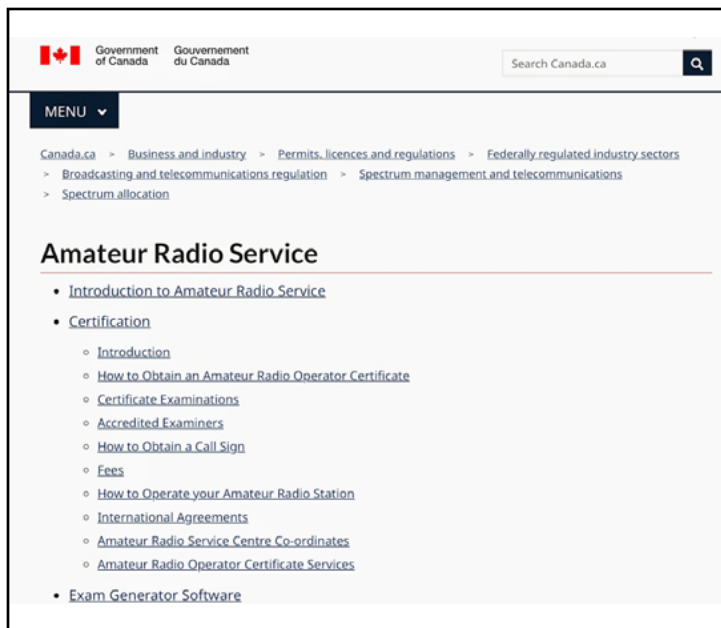 Government of Canada Gouvernement du Canada
Search Canada.ca
MENU
Canada.ca > Business and industry > Permits, licences and regulations > Federally regulated industry sectors
> Broadcasting and telecommunications regulation > Spectrum management and telecommunications
> Spectrum allocation
Amateur Radio Service
• Introduction to Amateur Radio Service
• Certification
◦ Introduction
◦ How to Obtain an Amateur Radio Operator Certificate
◦ Certificate Examinations
◦ Accredited Examiners
◦ How to Obtain a Call Sign
◦ Fees
◦ How to Operate your Amateur Radio Station
◦ International Agreements
◦ Amateur Radio Service Centre Co-ordinates
◦ Amateur Radio Operator Certificate Services
• Exam Generator Software